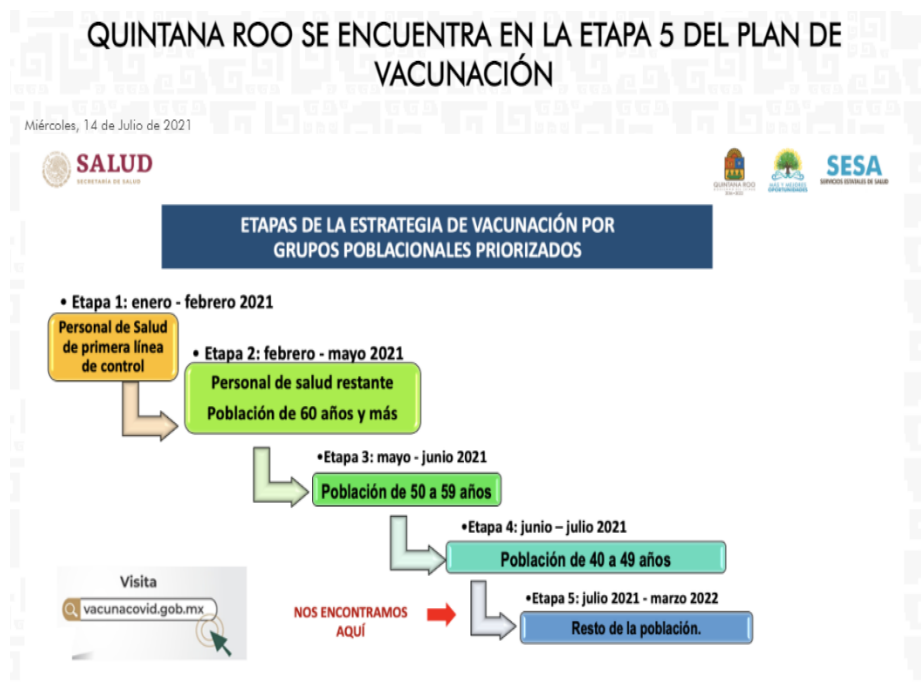 QUINTANA ROO SE ENCUENTRA EN LA ETAPA 5 DEL PLAN DE
VACUNACIÓN
Miércoles, 14 de Julio de 2021
SALUD
SECRETARÍA DE SALUD
QUINTANA ROO
MÁS Y MEJORES
OPORTUNIDADES
SESA
SERVICIOS ESTATALES DE SALUD
ETAPAS DE LA ESTRATEGIA DE VACUNACIÓN POR
GRUPOS POBLACIONALES PRIORIZADOS
• Etapa 1: enero - febrero 2021
Personal de Salud
de primera línea
de control
• Etapa 2: febrero - mayo 2021
Personal de salud restante
Población de 60 años y más
•Etapa 3: mayo - junio 2021
Población de 50 a 59 años
•Etapa 4: junio – julio 2021
Población de 40 a 49 años
•Etapa 5: julio 2021 - marzo 2022
Resto de la población.
NOS ENCONTRAMOS
AQUÍ
Visita
vacunacovid.gob.mx